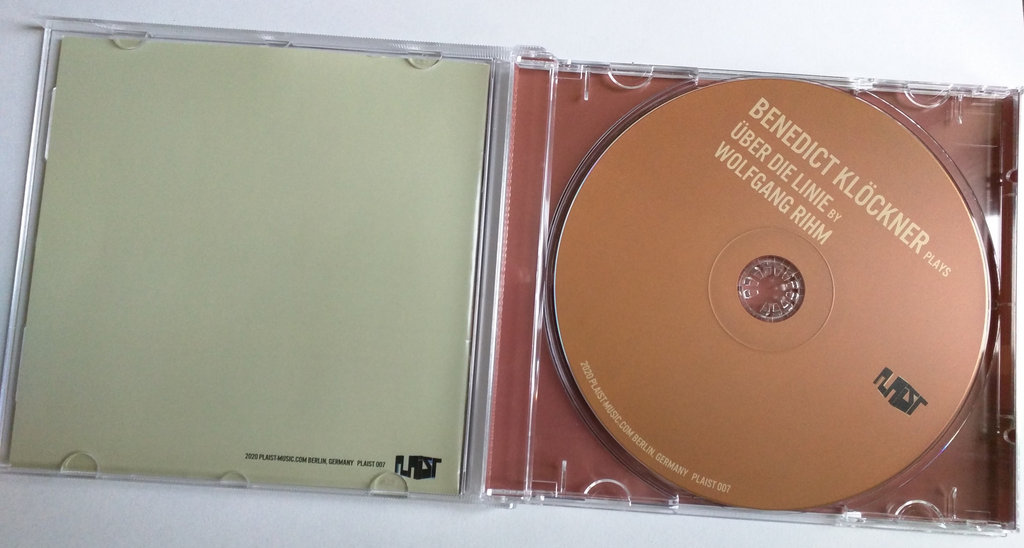 2020 PLAIST-MUSIC.COM BERLIN, GERMANY PLAIST 007
PLAIST
BENEDICT KLÖCKNER PLAYS
ÜBER DIE LINIE BY
WOLFGANG RIHM
PLAIST
2020 PLAIST-MUSIC.COM BERLIN, GERMANY PLAIST 007